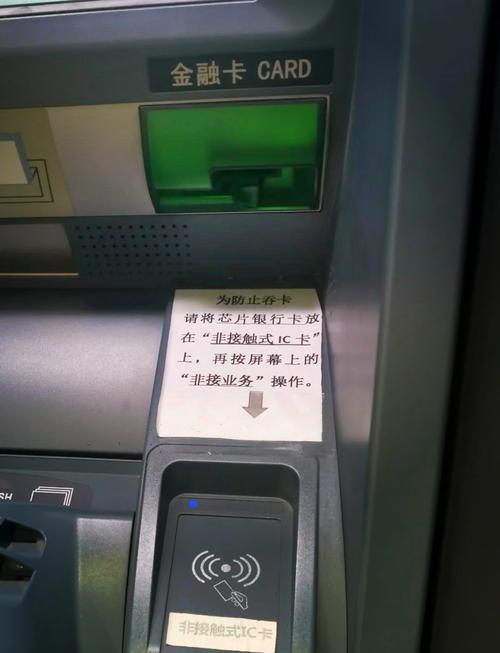 金融卡 CARD
为防止吞卡
请将芯片银行卡放
在“非接触式 IC 卡”
上，再按屏幕上的
“非接业务”操作。
SH
非接触式IC卡